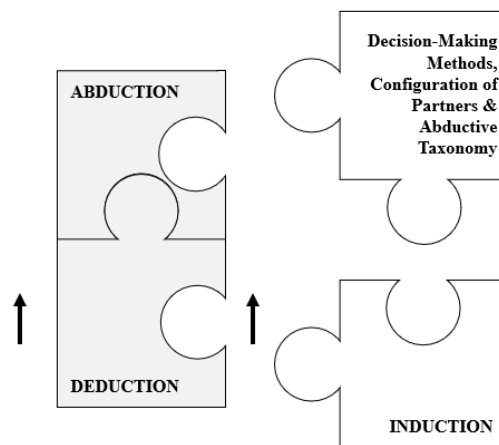 ABDUCTION
Decision-Making
Methods,
Configuration of
Partners &
Abductive
Taxonomy
DEDUCTION
INDUCTION